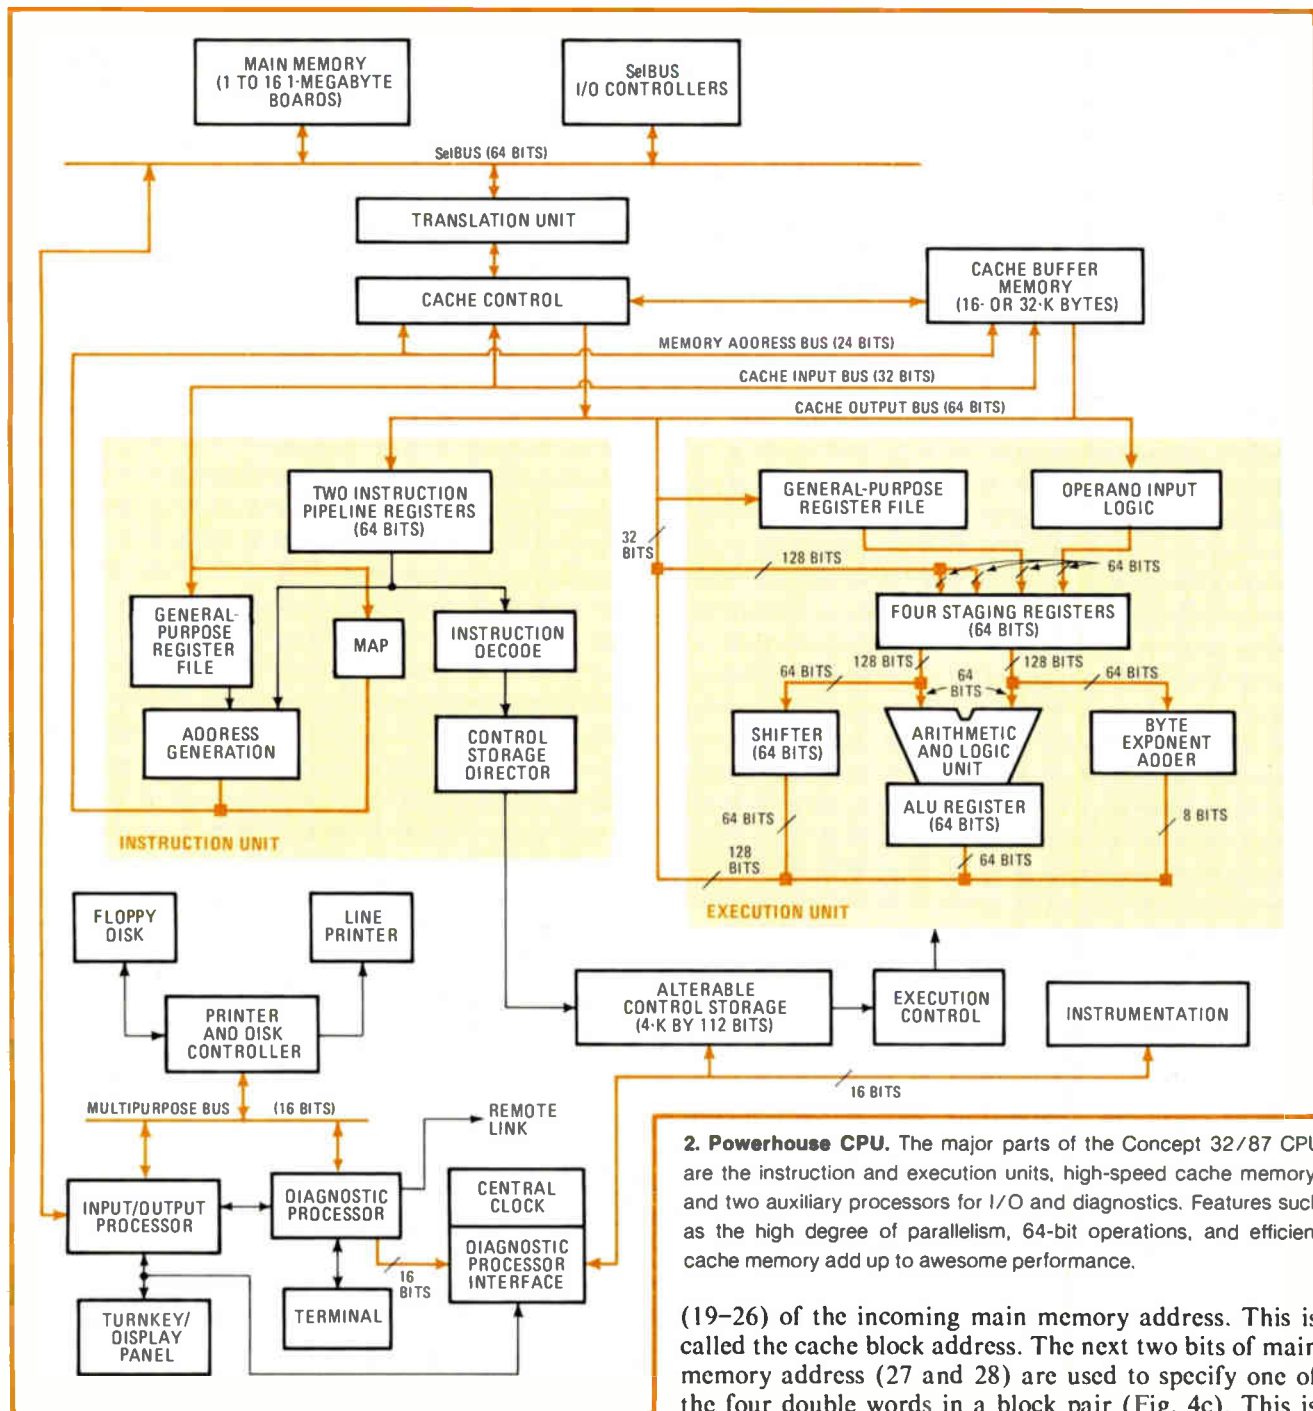 MAIN MEMORY
(1 TO 16 1-MEGABYTE
BOARDS)
SelBUS
I/O CONTROLLERS
SelBUS (64 BITS)
TRANSLATION UNIT
CACHE CONTROL
CACHE BUFFER
MEMORY
(16- OR 32-K BYTES)
MEMORY ADDRESS BUS (24 BITS)
CACHE INPUT BUS (32 BITS)
CACHE OUTPUT BUS (64 BITS)
TWO INSTRUCTION
PIPELINE REGISTERS
(64 BITS)
GENERAL-
PURPOSE
REGISTER
FILE
MAP
INSTRUCTION
DECODE
ADDRESS
GENERATION
CONTROL
STORAGE
DIRECTOR
INSTRUCTION UNIT
GENERAL-PURPOSE
REGISTER FILE
OPERAND INPUT
LOGIC
32
BITS
128 BITS
64 BITS
FOUR STAGING REGISTERS
(64 BITS)
64 BITS
128 BITS
64
BITS
128 BITS
64 BITS
SHIFTER
(64 BITS)
ARITHMETIC
AND LOGIC
UNIT
BYTE
EXPONENT
ADDER
ALU REGISTER
(64 BITS)
64 BITS
8 BITS
128
BITS
64 BITS
EXECUTION UNIT
FLOPPY
DISK
LINE
PRINTER
PRINTER
AND DISK
CONTROLLER
ALTERABLE
CONTROL STORAGE
(4-K BY 112 BITS)
EXECUTION
CONTROL
INSTRUMENTATION
16 BITS
MULTIPURPOSE BUS (16 BITS)
REMOTE
LINK
INPUT/OUTPUT
PROCESSOR
DIAGNOSTIC
PROCESSOR
CENTRAL
CLOCK
DIAGNOSTIC
PROCESSOR
INTERFACE
16
BITS
TURNKEY/
DISPLAY
PANEL
TERMINAL
2. Powerhouse CPU. The major parts of the Concept 32/87 CPU
are the instruction and execution units, high-speed cache memory
and two auxiliary processors for I/O and diagnostics. Features such
as the high degree of parallelism, 64-bit operations, and efficien
cache memory add up to awesome performance.
(19–26) of the incoming main memory address. This is
called the cache block address. The next two bits of main
memory address (27 and 28) are used to specify one of
the four double words in a block pair (Fig. 4c). This is